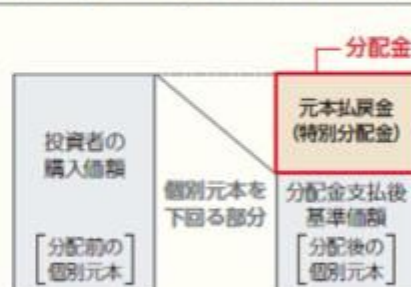 分配金
投資者の
購入価額
[分配前の
個別元本]
個別元本を
下回る部分
元本払戻金
(特別分配金)
分配金支払後
基準価額
[分配後の
個別元本]